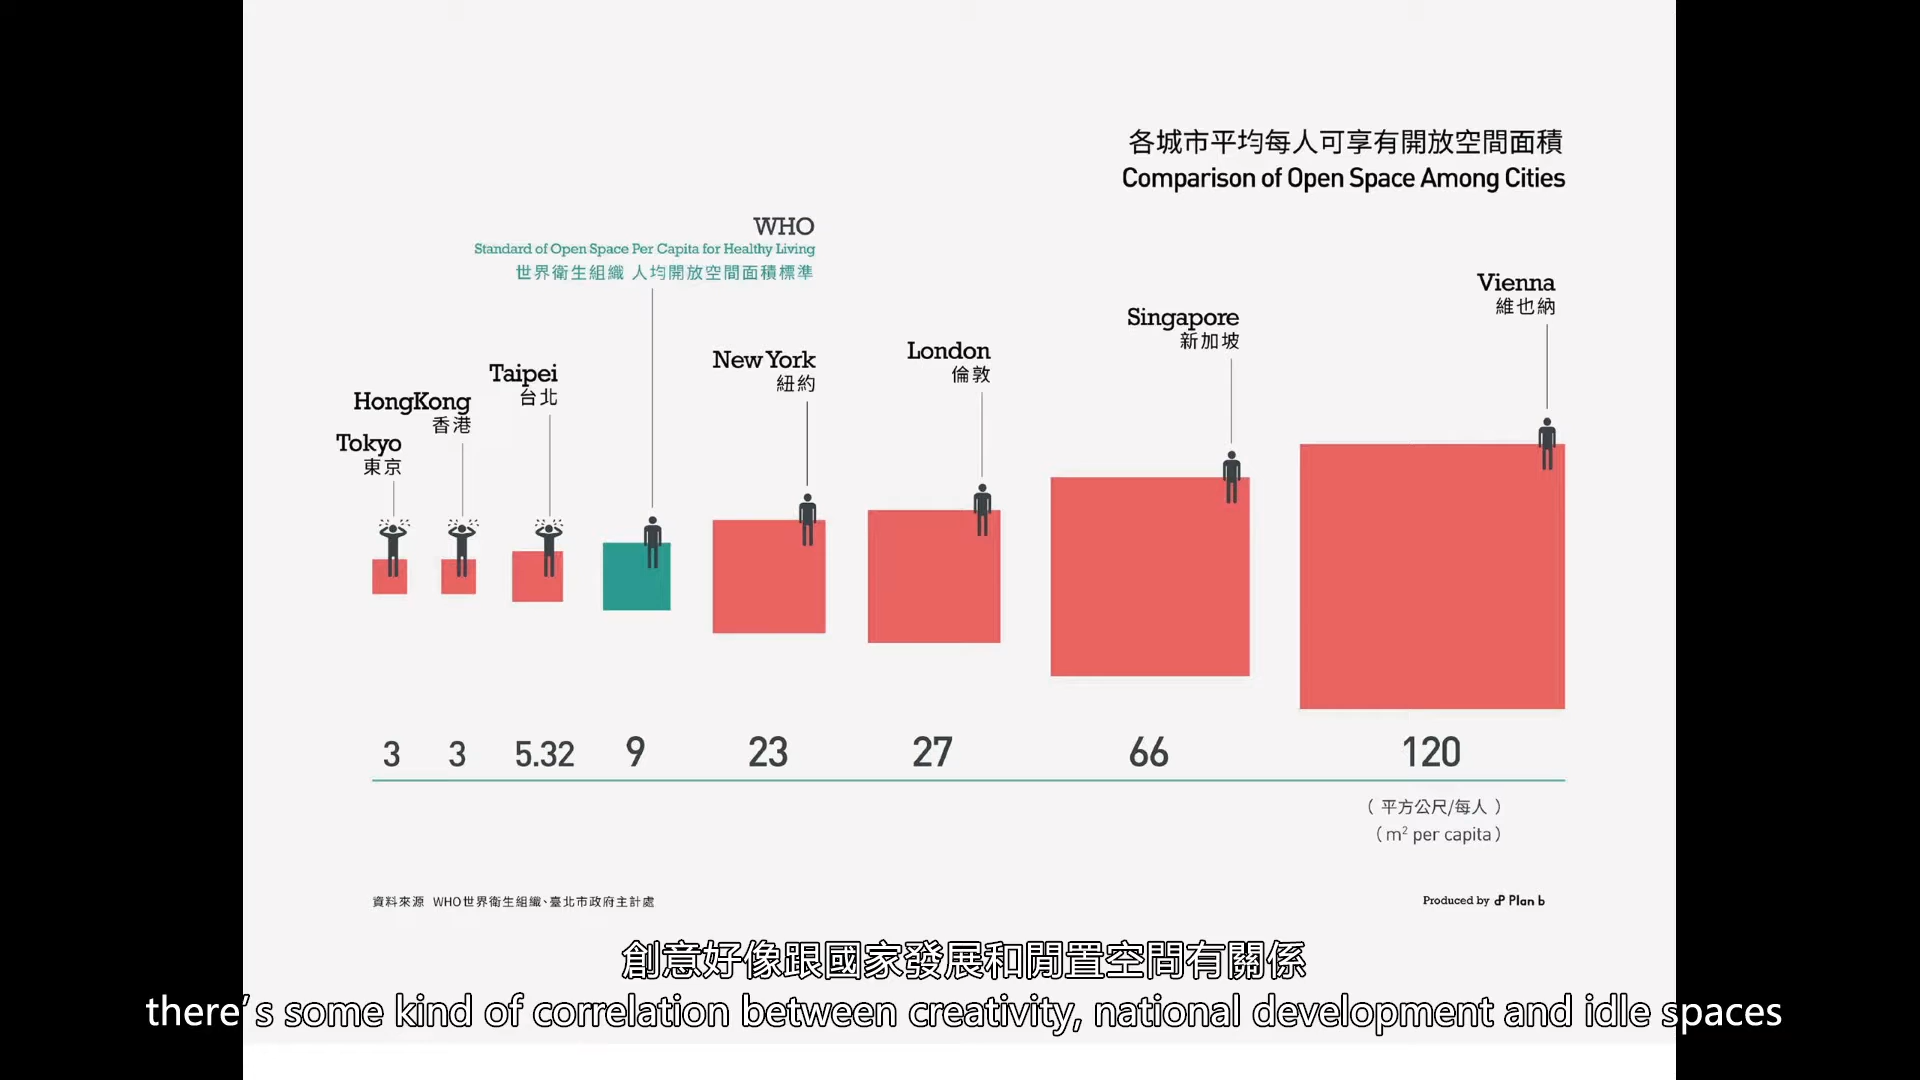 各城市平均每人可享有開放空間面積
Comparison of Open Space Among Cities
WHO
Standard of Open Space Per Capita for Healthy Living
世界衛生組織 人均開放空間面積標準
Tokyo
東京
HongKong
香港
Taipei
台北
New York
紐約
London
倫敦
Singapore
新加坡
Vienna
維也納
3 3 5.32 9 23 27 66 120
( 平方公尺/每人 )
(m² per capita)
資料來源 WHO世界衛生組織、臺北市政府主計處
Produced by Plan b
創意好像跟國家發展和閒置空間有關係
there's some kind of correlation between creativity, national development and idle spaces